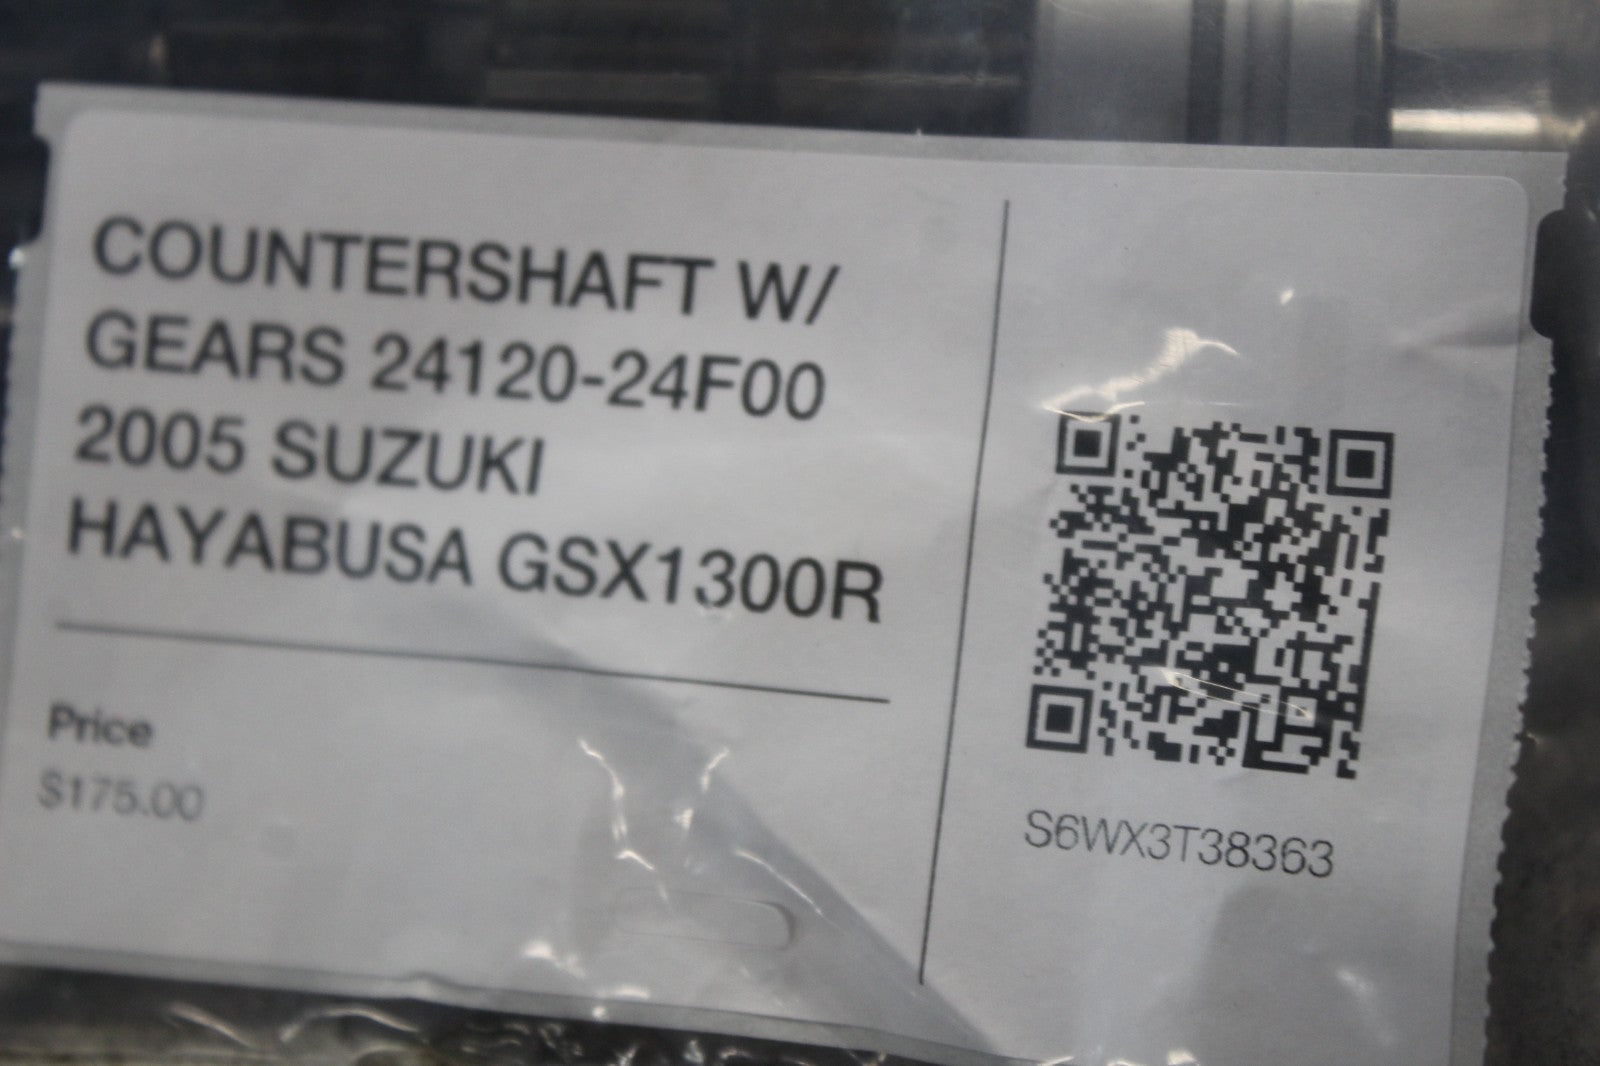 COUNTERSHAFT W/
GEARS 24120-24F00
2005 SUZUKI
HAYABUSA GSX1300R
Price
$175.00
S6WX3T38363